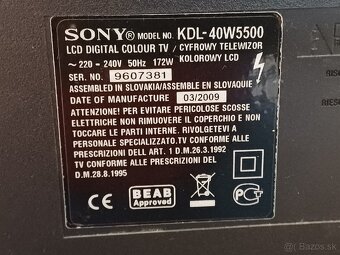 SONY® MODEL NO. KDL-40W5500
LCD DIGITAL COLOUR TV / CYFROWY TELEWIZOR
KOLOROWY LCD
~ 220 - 240V 50Hz 172W
SER. NO. 9607381
ASSEMBLED IN SLOVAKIA/ASSEMBLE EN SLOVAQUIE
DATE OF MANUFACTURE 03/2009
ATTENZIONE! PER EVITARE PERICOLOSE SCOSSE
ELETTRICHE NON RIMUOVERE IL COPERCHIO E NON
TOCCARE LE PARTI INTERNE. RIVOLGETEVI A
PERSONALE SPECIALIZZATO.TV CONFORME ALLE
PRESCRIZIONI DELL ART. 1 D.M.26.3.1992
TV CONFORME ALLE PRESCRIZIONI DEL
D.M.28.8.1995
BEAB
Approved
CE
bazos.sk